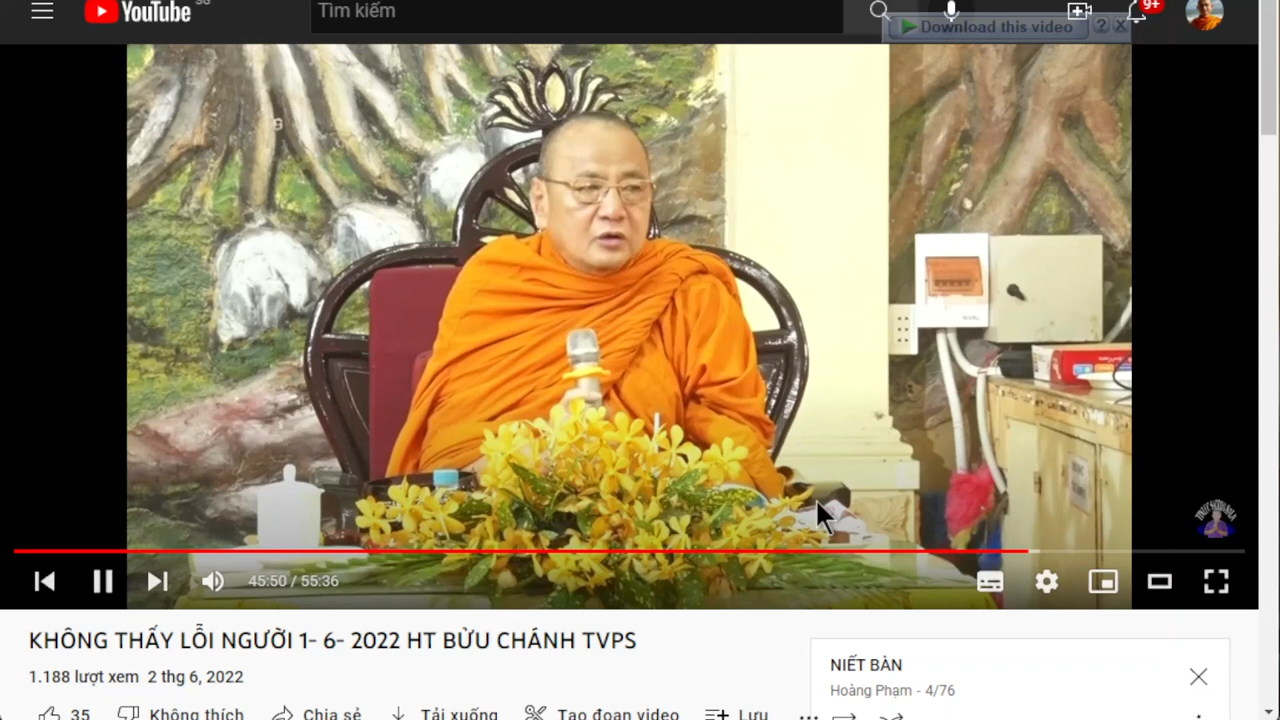 YouTube SG
Tìm kiếm
9+
Download this video ? X
45:50 / 55:36
KHÔNG THẤY LỖI NGƯỜI 1- 6- 2022 HT BỬU CHÁNH TVPS
1.188 lượt xem 2 thg 6, 2022
35 Không thích Chia sẻ Tải xuống Tạo đoạn video Lưu
NIẾT BÀN
Hoàng Phạm - 4/76